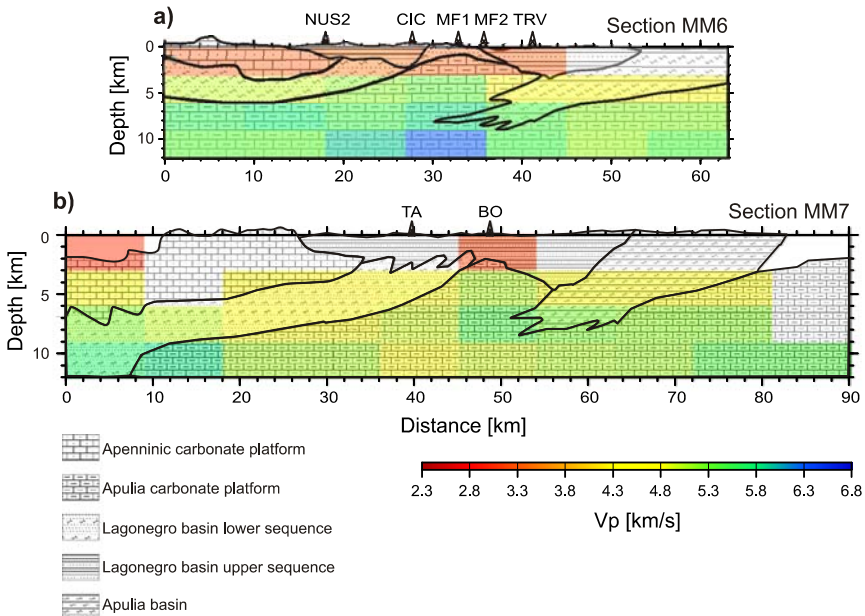 a)
NUS2 CIC MF1 MF2 TRV
Section MM6
Depth [km]
0
5
10
0 10 20 30 40 50 60
b)
TA BO
Section MM7
Depth [km]
0
5
10
0 10 20 30 40 50 60 70 80 90
Distance [km]
Apenninic carbonate platform
Apulia carbonate platform
Lagonegro basin lower sequence
Lagonegro basin upper sequence
Apulia basin
2.3 2.8 3.3 3.8 4.3 4.8 5.3 5.8 6.3 6.8
Vp [km/s]